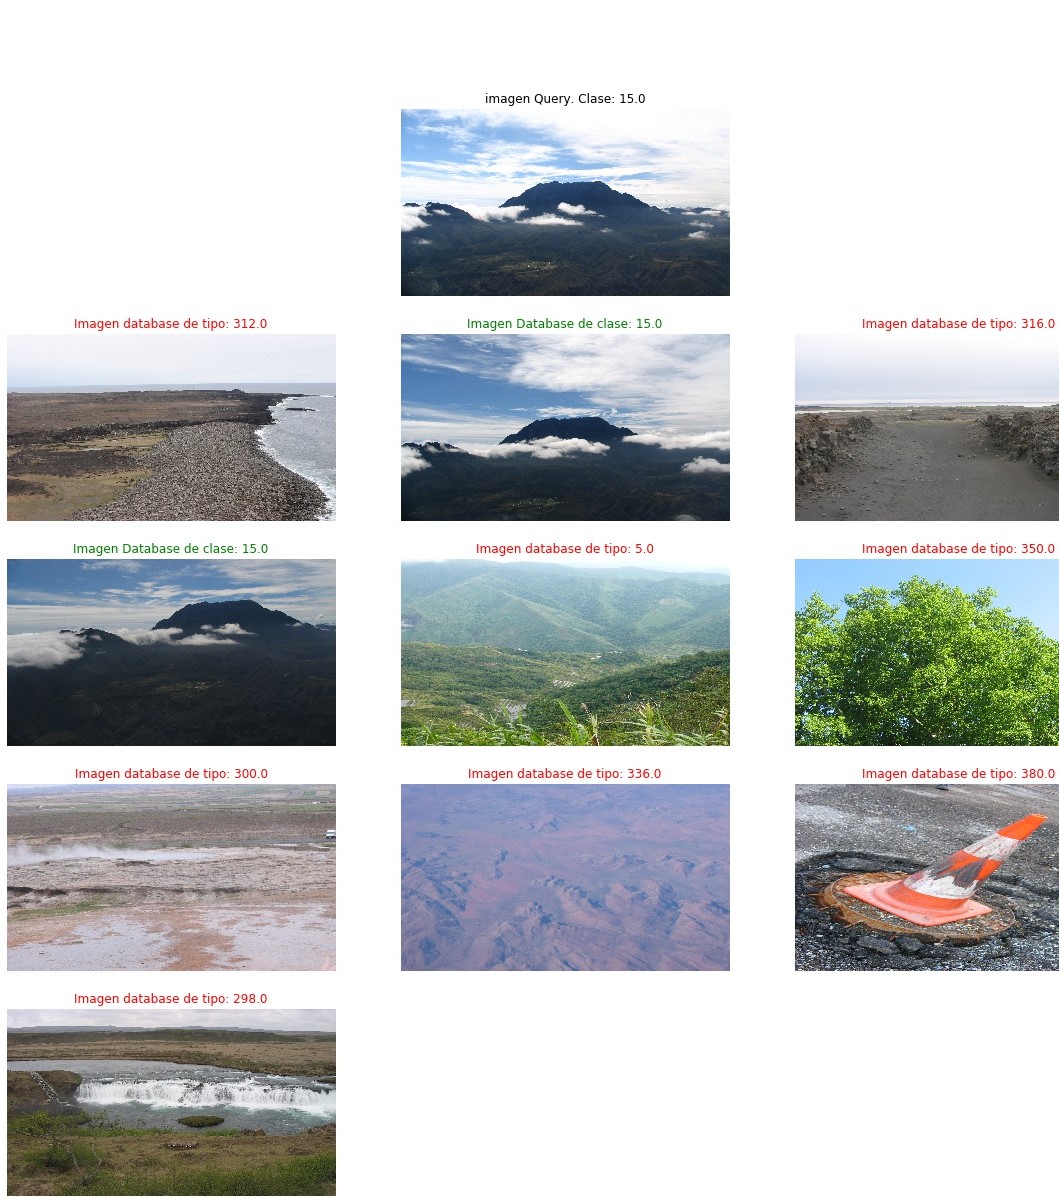 imagen Query. Clase: 15.0
Imagen database de tipo: 312.0
Imagen Database de clase: 15.0
Imagen database de tipo: 316.0
Imagen Database de clase: 15.0
Imagen database de tipo: 5.0
Imagen database de tipo: 350.0
Imagen database de tipo: 300.0
Imagen database de tipo: 336.0
Imagen database de tipo: 380.0
Imagen database de tipo: 298.0